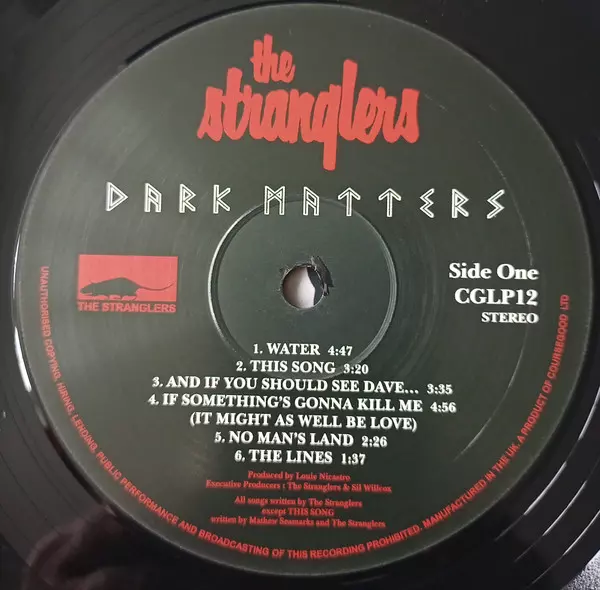 the
stranglers
DARK MATTERS
THE STRANGLERS
Side One
CGLP12
STEREO
1. WATER 4:47
2. THIS SONG 3:20
3. AND IF YOU SHOULD SEE DAVE... 3:35
4. IF SOMETHING'S GONNA KILL ME 4:56
(IT MIGHT AS WELL BE LOVE)
5. NO MAN'S LAND 2:26
6. THE LINES 1:37
Produced by Louie Nicastro
Executive Producers : The Stranglers & Sil Willcox
All songs written by The Stranglers
except THIS SONG
written by Mathew Seamarks and The Stranglers
UNAUTHORISED COPYING, HIRING, LENDING, PUBLIC PERFORMANCE AND BROADCASTING OF THIS RECORDING PROHIBITED. MANUFACTURED IN THE UK. A PRODUCT OF COURSEGOOD LTD